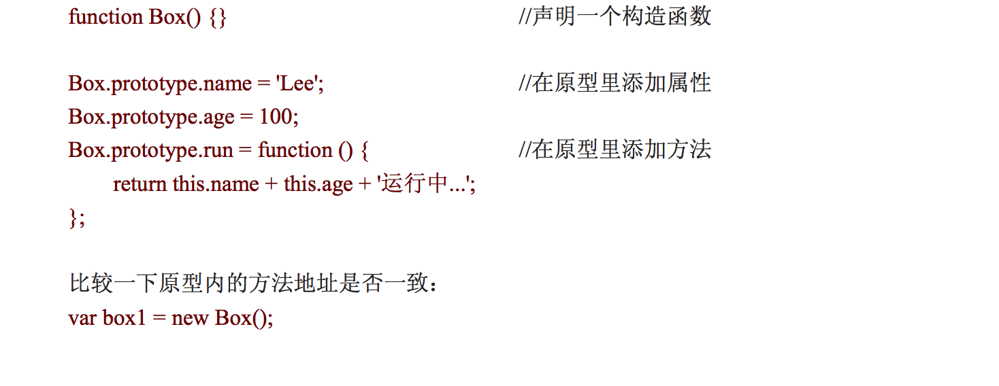 function Box() {} //声明一个构造函数
Box.prototype.name = 'Lee'; //在原型里添加属性
Box.prototype.age = 100;
Box.prototype.run = function () { //在原型里添加方法
return this.name + this.age + '运行中...';
};
比较一下原型内的方法地址是否一致：
var box1 = new Box();